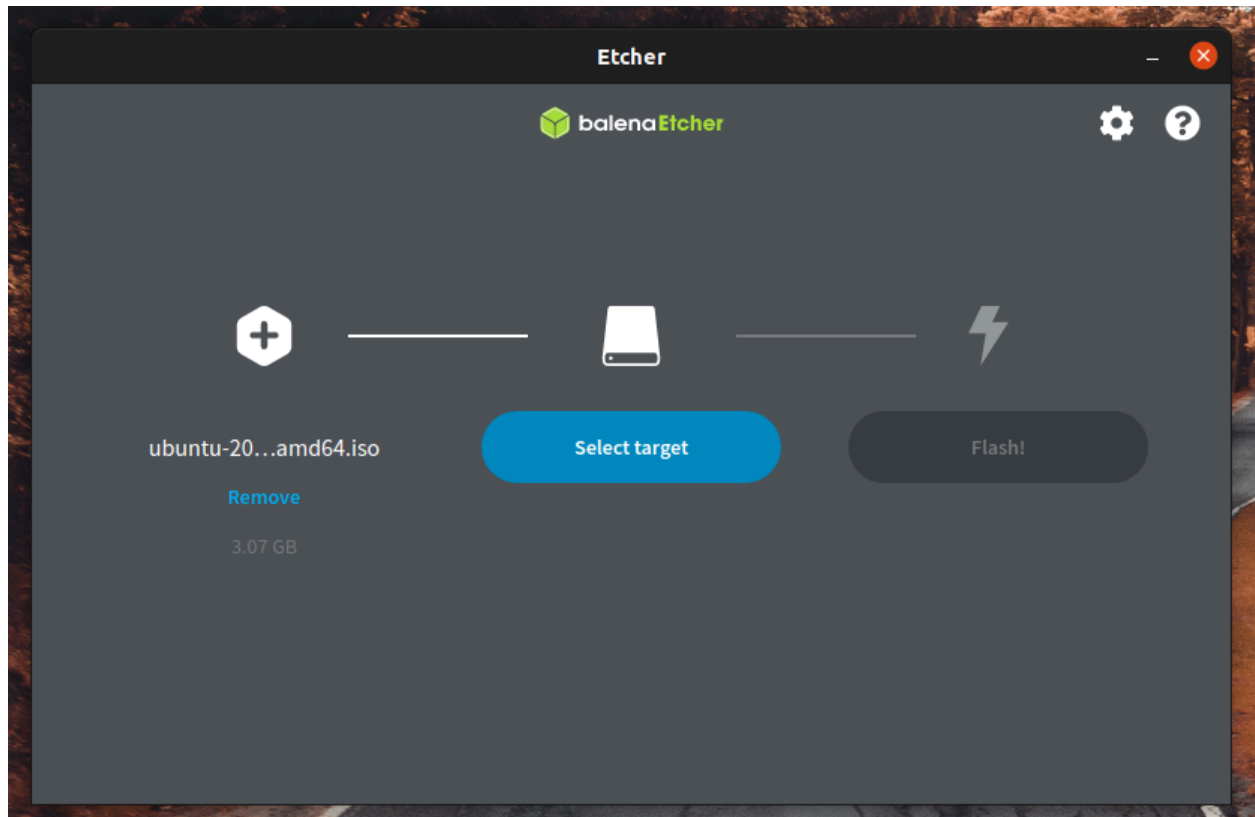 Etcher
balenaEtcher
ubuntu-20...amd64.iso
Select target
Flash!
Remove
3.07 GB